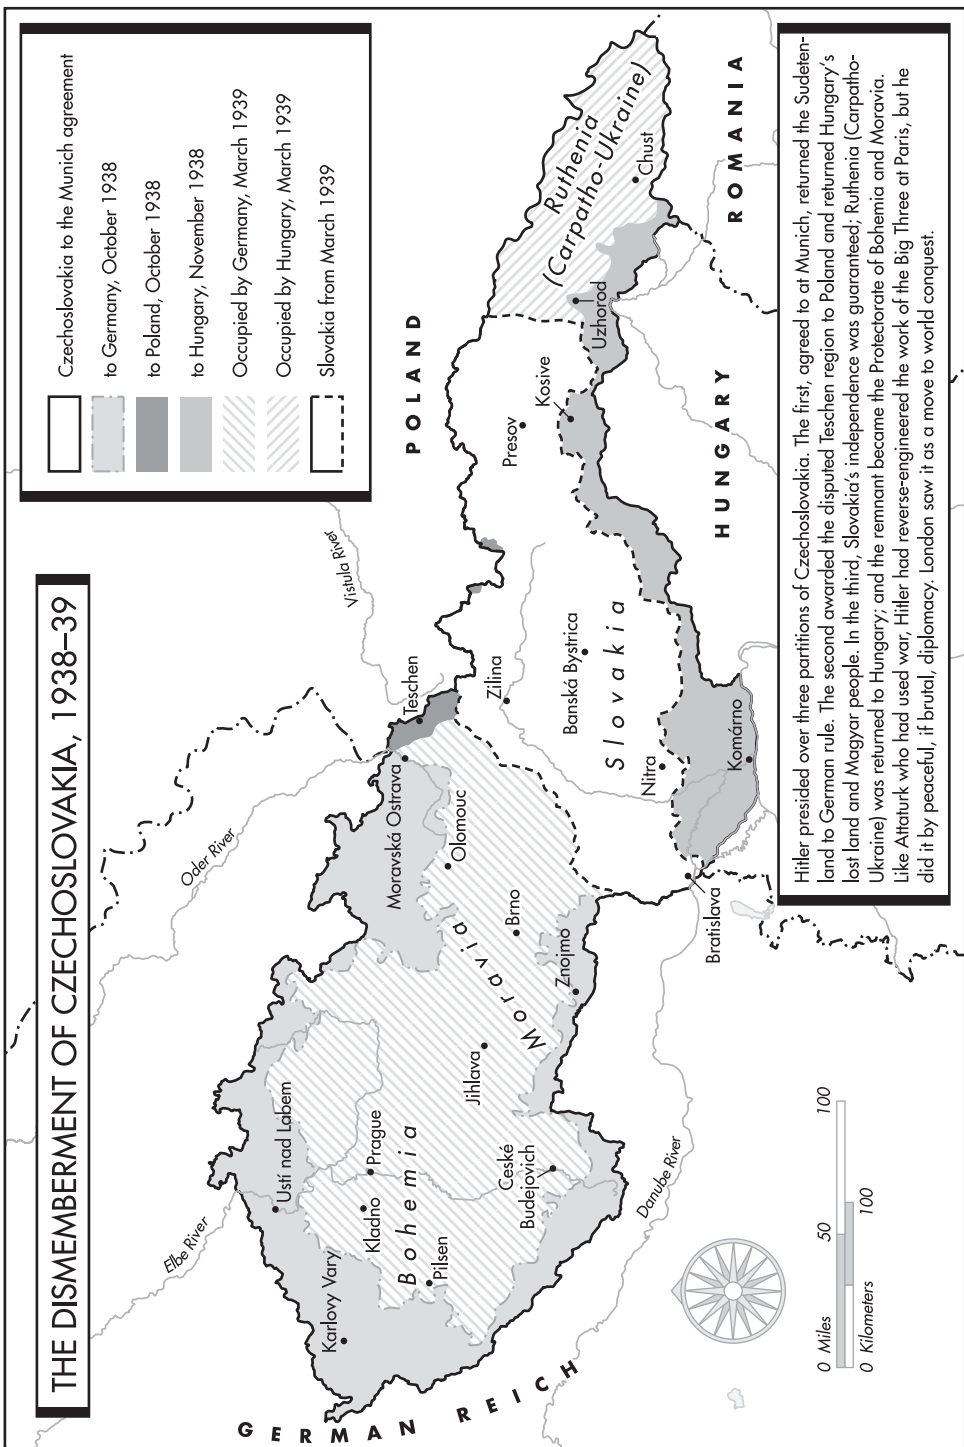 THE DISMEMBERMENT OF CZECHOSLOVAKIA, 1938–39
Czechoslovakia to the Munich agreement
to Germany, October 1938
to Poland, October 1938
to Hungary, November 1938
Occupied by Germany, March 1939
Occupied by Hungary, March 1939
Slovakia from March 1939
GERMAN REICH
POLAND
HUNGARY
ROMANIA
Elbe River
Oder River
Vistula River
Danube River
Karlovy Vary
Ustí nad Lábem
Kladno
Prague
Bohemia
Pilsen
České
Budejovich
Jihlava
Moravia
Znojmo
Brno
Olomouc
Moravská Ostrava
Teschen
Zilina
Banská Bystrica
Slovakia
Nitra
Bratislava
Komárno
Presov
Kosive
Uzhorod
Ruthenia
(Carpatho-Ukraine)
Chust
0 Miles 50 100
0 Kilometers 100
Hitler presided over three partitions of Czechoslovakia. The first, agreed to at Munich, returned the Sudeten-
land to German rule. The second awarded the disputed Teschen region to Poland and returned Hungary's
lost land and Magyar people. In the third, Slovakia's independence was guaranteed; Ruthenia (Carpatho-
Ukraine) was returned to Hungary; and the remnant became the Protectorate of Bohemia and Moravia.
Like Attaturk who had used war, Hitler had reverse-engineered the work of the Big Three at Paris, but he
did it by peaceful, if brutal, diplomacy. London saw it as a move to world conquest.